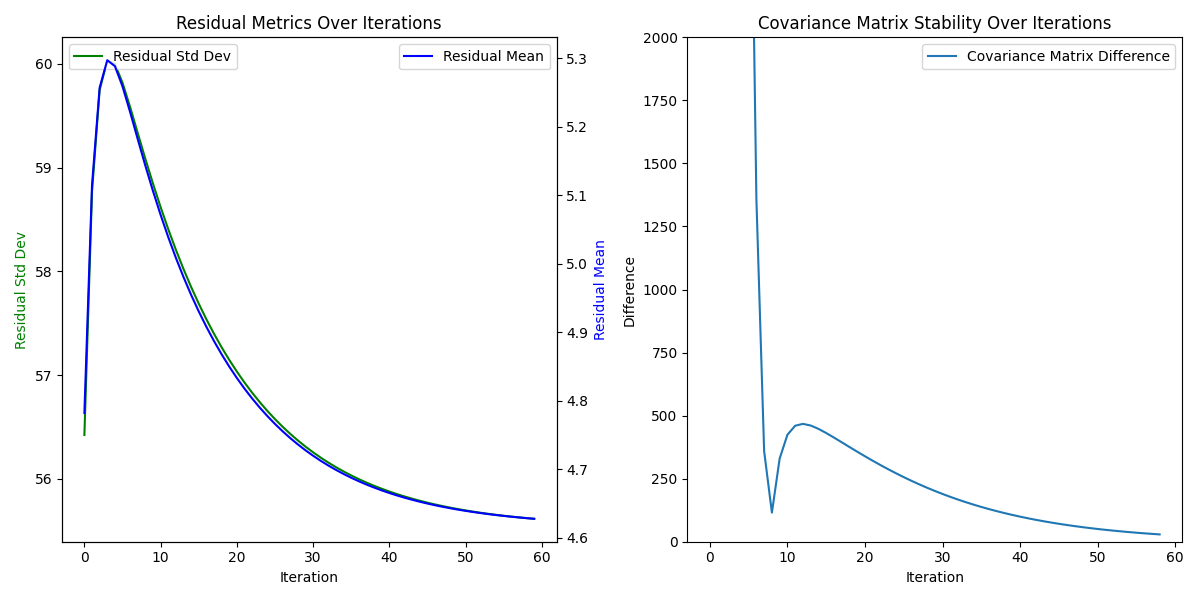 Residual Metrics Over Iterations
Residual Std Dev
Residual Mean
60
59
58
57
56
Residual Std Dev
5.3
5.2
5.1
5.0
4.9
4.8
4.7
4.6
Residual Mean
0 10 20 30 40 50 60
Iteration
Covariance Matrix Stability Over Iterations
Covariance Matrix Difference
2000
1750
1500
1250
1000
750
500
250
0
Difference
0 10 20 30 40 50 60
Iteration